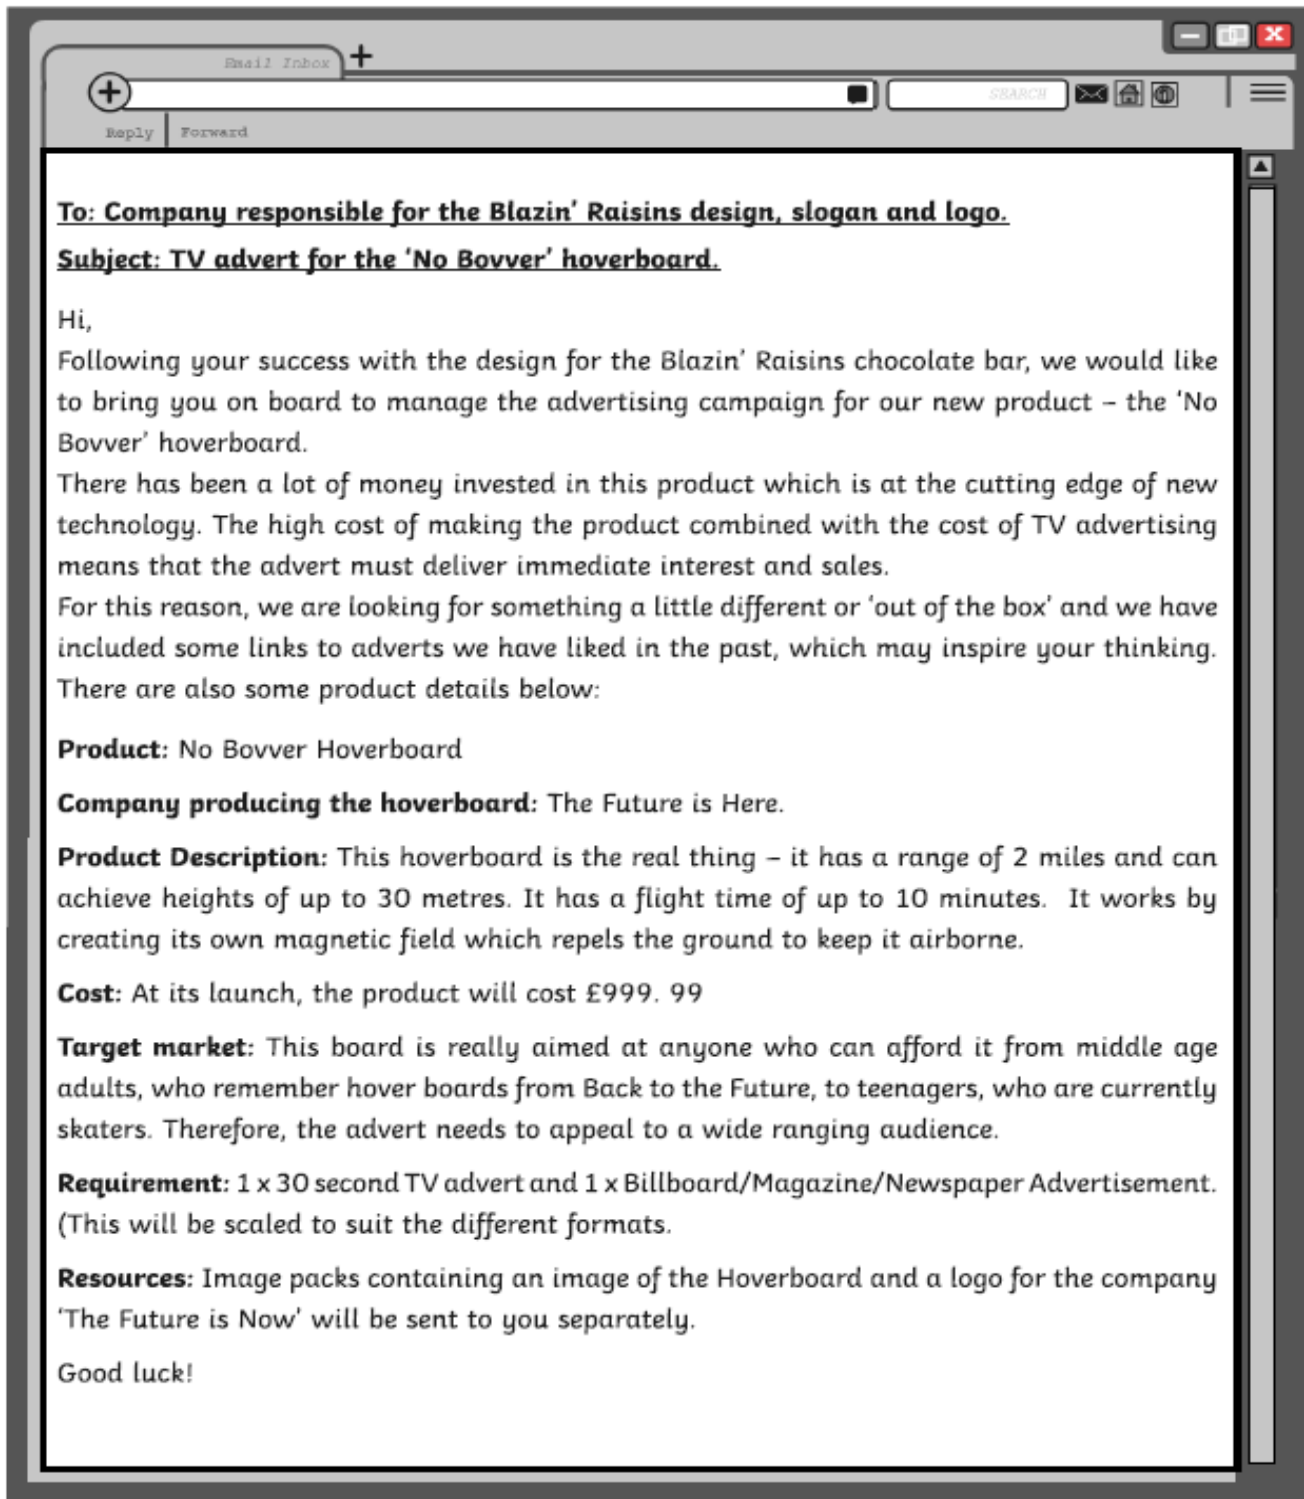 Email Inbox
SEARCH
Reply Forward
To: Company responsible for the Blazin' Raisins design, slogan and logo.
Subject: TV advert for the 'No Bovver' hoverboard.
Hi,
Following your success with the design for the Blazin' Raisins chocolate bar, we would like
to bring you on board to manage the advertising campaign for our new product – the 'No
Bovver' hoverboard.
There has been a lot of money invested in this product which is at the cutting edge of new
technology. The high cost of making the product combined with the cost of TV advertising
means that the advert must deliver immediate interest and sales.
For this reason, we are looking for something a little different or 'out of the box' and we have
included some links to adverts we have liked in the past, which may inspire your thinking.
There are also some product details below:
Product: No Bovver Hoverboard
Company producing the hoverboard: The Future is Here.
Product Description: This hoverboard is the real thing – it has a range of 2 miles and can
achieve heights of up to 30 metres. It has a flight time of up to 10 minutes. It works by
creating its own magnetic field which repels the ground to keep it airborne.
Cost: At its launch, the product will cost £999. 99
Target market: This board is really aimed at anyone who can afford it from middle age
adults, who remember hover boards from Back to the Future, to teenagers, who are currently
skaters. Therefore, the advert needs to appeal to a wide ranging audience.
Requirement: 1 x 30 second TV advert and 1 x Billboard/Magazine/Newspaper Advertisement.
(This will be scaled to suit the different formats.
Resources: Image packs containing an image of the Hoverboard and a logo for the company
'The Future is Now' will be sent to you separately.
Good luck!